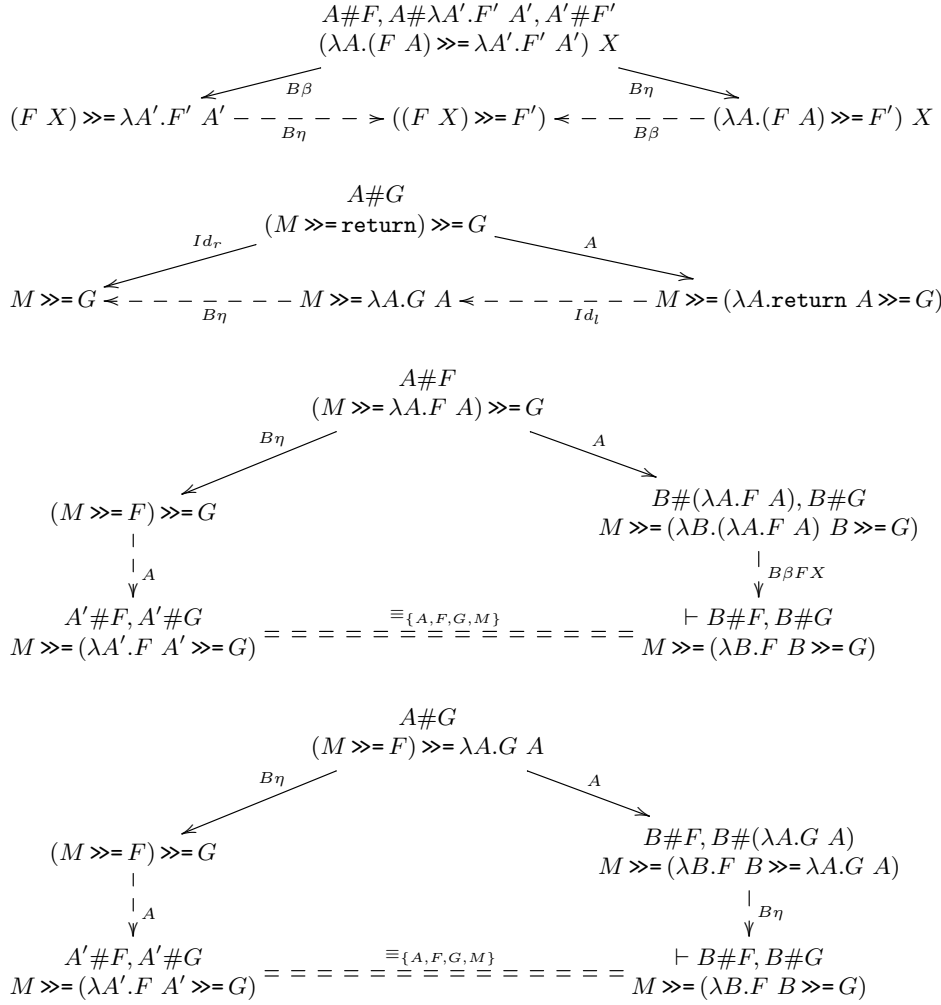 A#F, A#λA′.F′ A′, A′#F′
(λA.(F A) ≫= λA′.F′ A′) X
Bβ Bη
(F X) ≫= λA′.F′ A′ ((F X) ≫= F′) (λA.(F A) ≫= F′) X
Bη Bβ
A#G
(M ≫= return) ≫= G
Id_r A
M ≫= G M ≫= λA.G A M ≫= (λA.return A ≫= G)
Bη Id_l
A#F
(M ≫= λA.F A) ≫= G
Bη A
(M ≫= F) ≫= G
B#(λA.F A), B#G
M ≫= (λB.(λA.F A) B ≫= G)
A BβFX
A′#F, A′#G ≡_{A,F,G,M} ⊢ B#F, B#G
M ≫= (λA′.F A′ ≫= G) M ≫= (λB.F B ≫= G)
A#G
(M ≫= F) ≫= λA.G A
Bη A
(M ≫= F) ≫= G
B#F, B#(λA.G A)
M ≫= (λB.F B ≫= λA.G A)
A Bη
A′#F, A′#G ≡_{A,F,G,M} ⊢ B#F, B#G
M ≫= (λA′.F A′ ≫= G) M ≫= (λB.F B ≫= G)